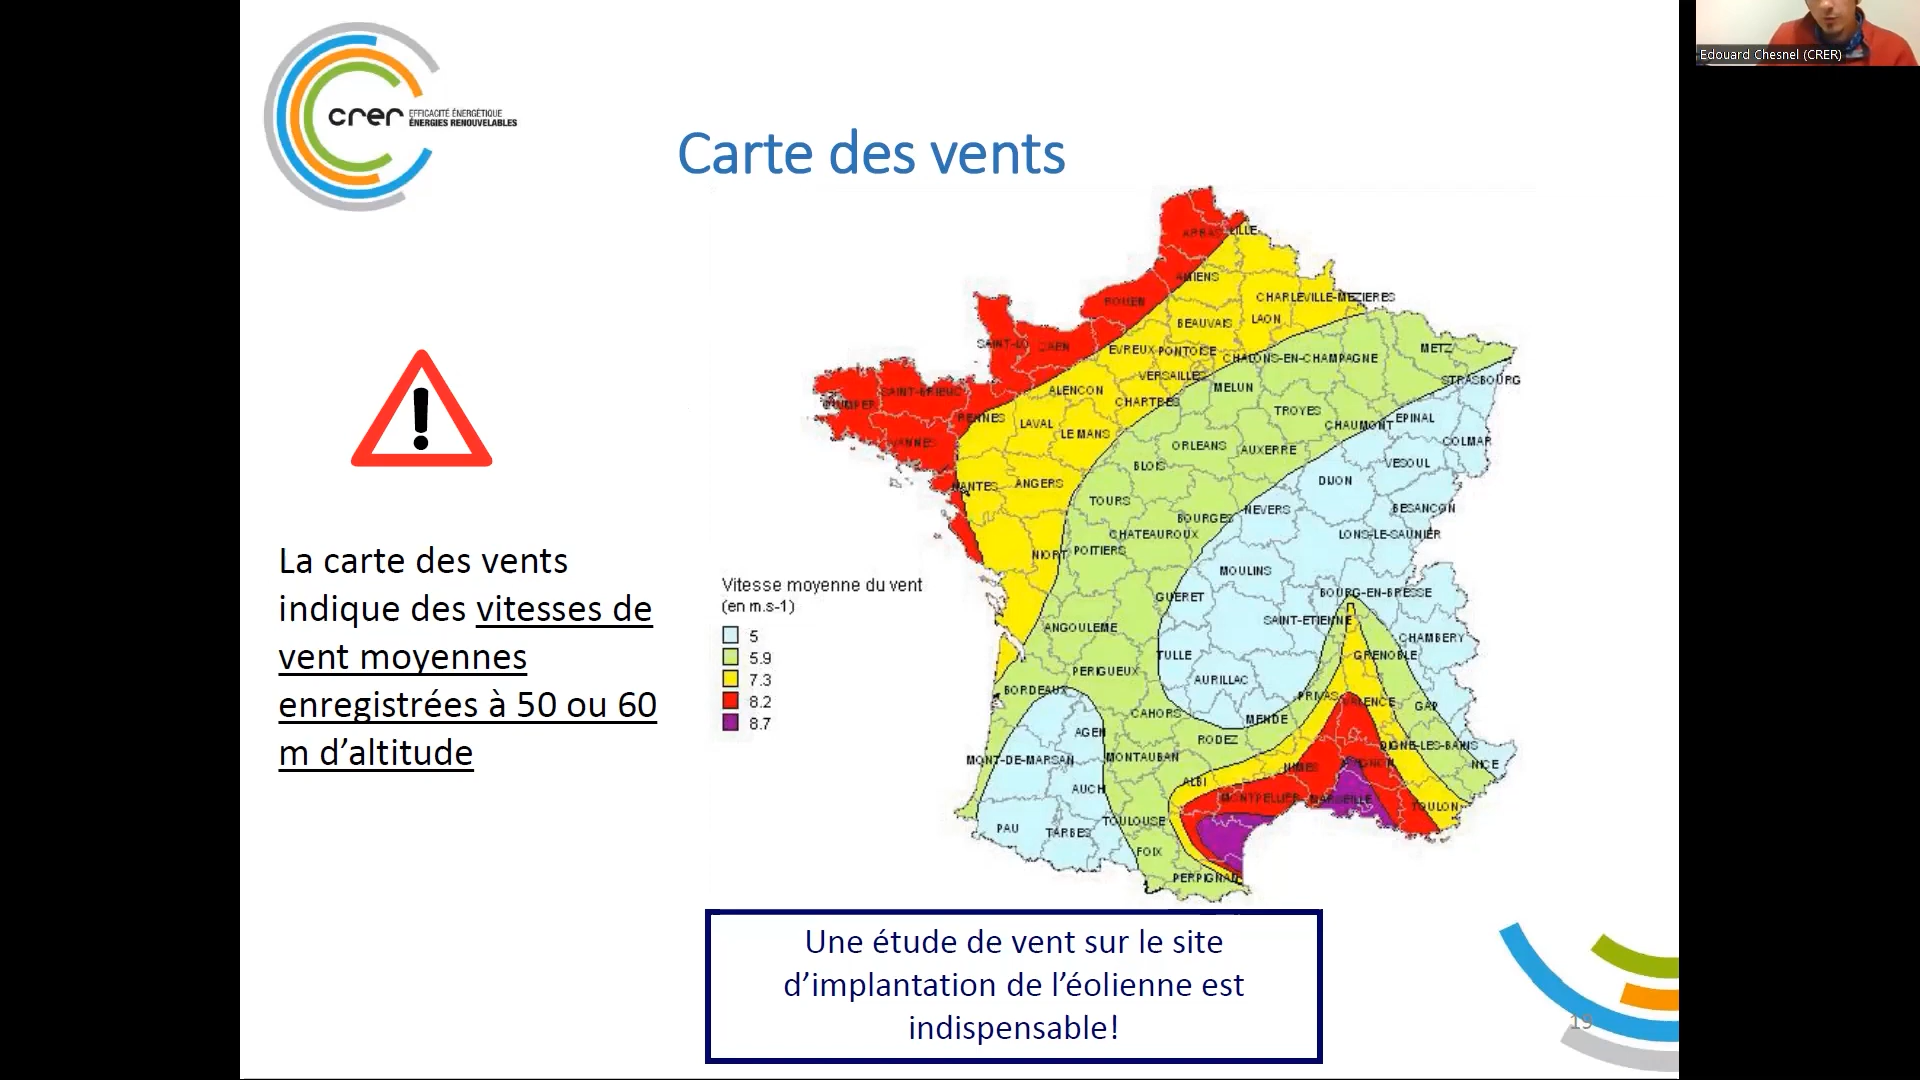 Edouard Chesnel (CRER)
crer
EFFICACITÉ ÉNERGÉTIQUE
ÉNERGIES RENOUVELABLES
Carte des vents
La carte des vents
indique des vitesses de
vent moyennes
enregistrées à 50 ou 60
m d’altitude
Vitesse moyenne du vent
(en m.s-1)
5
5.9
7.3
8.2
8.7
ARRAS
LILLE
AMIENS
ROUEN
CHARLEVILLE-MEZIERES
BEAUVAIS
LAON
SAINT-LO
CAEN
EVREUX
PONTOISE
CHALONS-EN-CHAMPAGNE
METZ
VERSAILLES
STRASBOURG
QUIMPER
SAINT-BRIEUC
ALENCON
CHARTRES
MELUN
RENNES
LAVAL
LE MANS
TROYES
CHAUMONT
EPINAL
VANNES
ORLEANS
AUXERRE
COLMAR
BLOIS
VESOUL
NANTES
ANGERS
TOURS
DIJON
BOURGES
NEVERS
BESANCON
CHATEAUROUX
LONS-LE-SAUNIER
NIORT
POITIERS
MOULINS
GUERET
BOURG-EN-BRESSE
ANGOULEME
SAINT-ETIENNE
CHAMBERY
TULLE
GRENOBLE
PERIGUEUX
AURILLAC
BORDEAUX
PRIVAS
VALENCE
GAP
CAHORS
MENDE
AGEN
RODEZ
DIGNE-LES-BAINS
MONT-DE-MARSAN
MONTAUBAN
NIMES
AVIGNON
NICE
AUCH
ALBI
MONTPELLIER
MARSEILLE
TOULON
PAU
TARBES
TOULOUSE
FOIX
PERPIGNAN
Une étude de vent sur le site
d’implantation de l’éolienne est
indispensable!
19